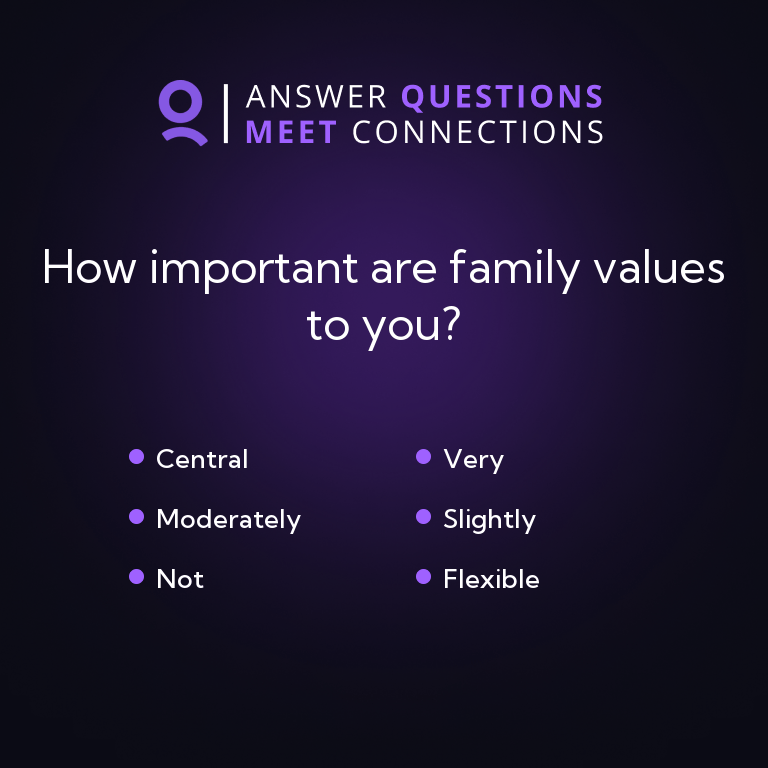 ANSWER QUESTIONS
MEET CONNECTIONS
How important are family values
to you?
Central
Very
Moderately
Slightly
Not
Flexible